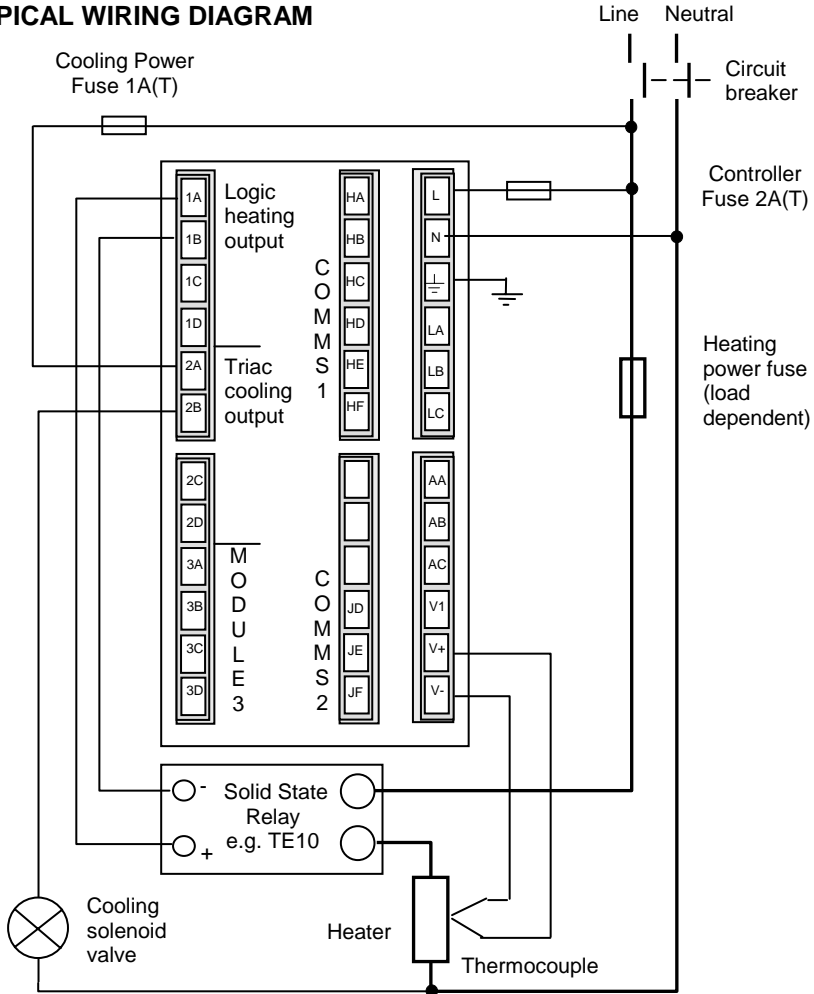 PICAL WIRING DIAGRAM
Line Neutral
Cooling Power
Fuse 1A(T)
Circuit
breaker
Controller
Fuse 2A(T)
Heating
power fuse
(load
dependent)
1A
1B
1C
1D
2A
2B
Logic
heating
output
Triac
cooling
output
HA
HB
HC
HD
HE
HF
COMMS 1
L
N
LA
LB
LC
2C
2D
3A
3B
3C
3D
MODULE 3
JD
JE
JF
COMMS 2
AA
AB
AC
V1
V+
V-
-
+
Solid State
Relay
e.g. TE10
Cooling
solenoid
valve
Heater
Thermocouple